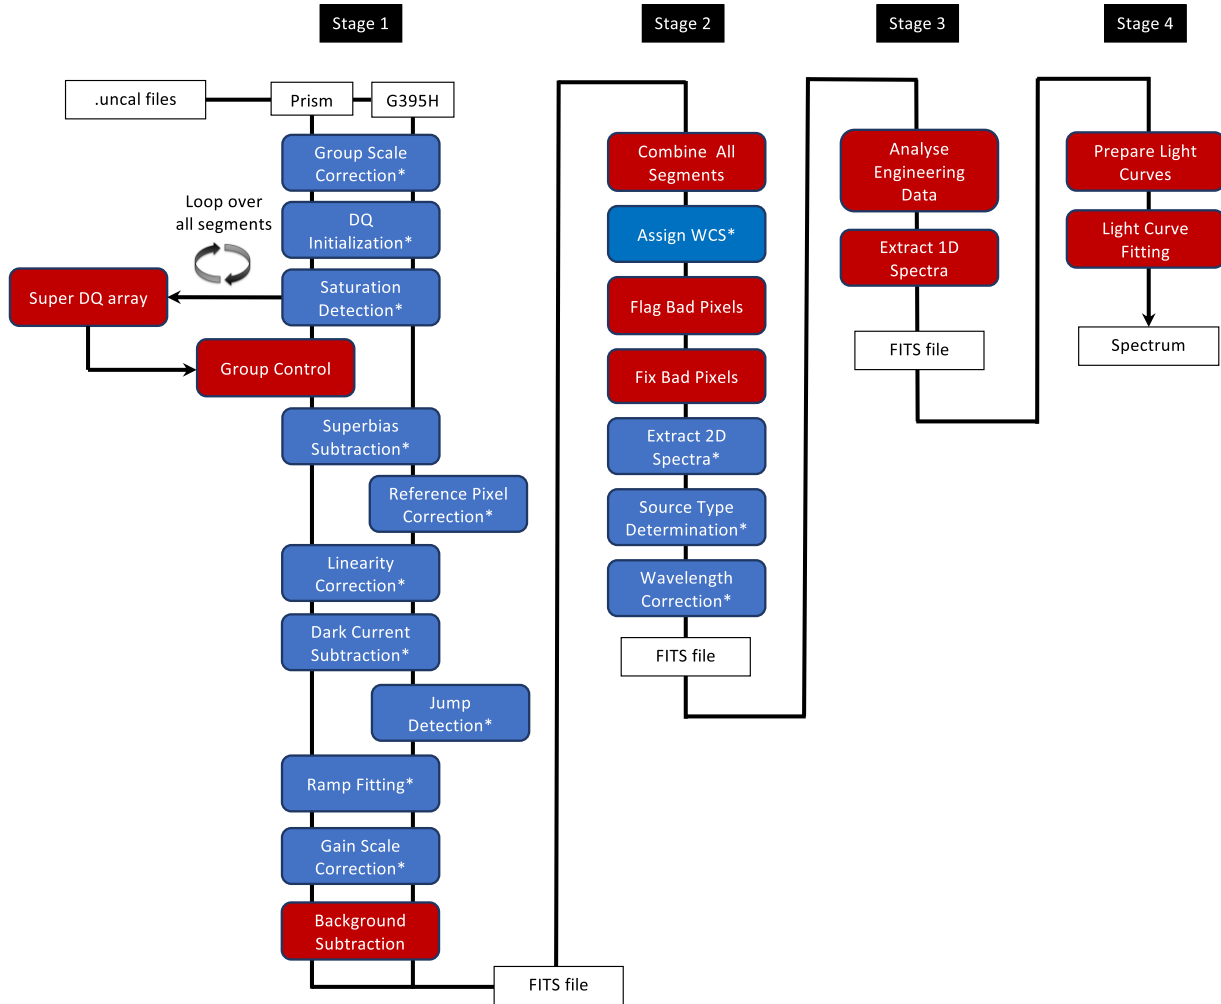 Stage 1
Stage 2
Stage 3
Stage 4
.uncal files
Prism
G395H
Group Scale
Correction*
Loop over
all segments
DQ
Initialization*
Super DQ array
Saturation
Detection*
Group Control
Superbias
Subtraction*
Reference Pixel
Correction*
Linearity
Correction*
Dark Current
Subtraction*
Jump
Detection*
Ramp Fitting*
Gain Scale
Correction*
Background
Subtraction
FITS file
Combine All
Segments
Assign WCS*
Flag Bad Pixels
Fix Bad Pixels
Extract 2D
Spectra*
Source Type
Determination*
Wavelength
Correction*
FITS file
Analyse
Engineering
Data
Extract 1D
Spectra
FITS file
Prepare Light
Curves
Light Curve
Fitting
Spectrum